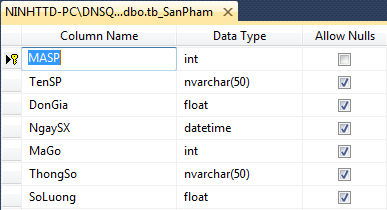 NINHTTD-PC\DNSQ...dbo.tb_SanPham
Column Name Data Type Allow Nulls
MASP int
TenSP nvarchar(50)
DonGia float
NgaySX datetime
MaGo int
ThongSo nvarchar(50)
SoLuong float